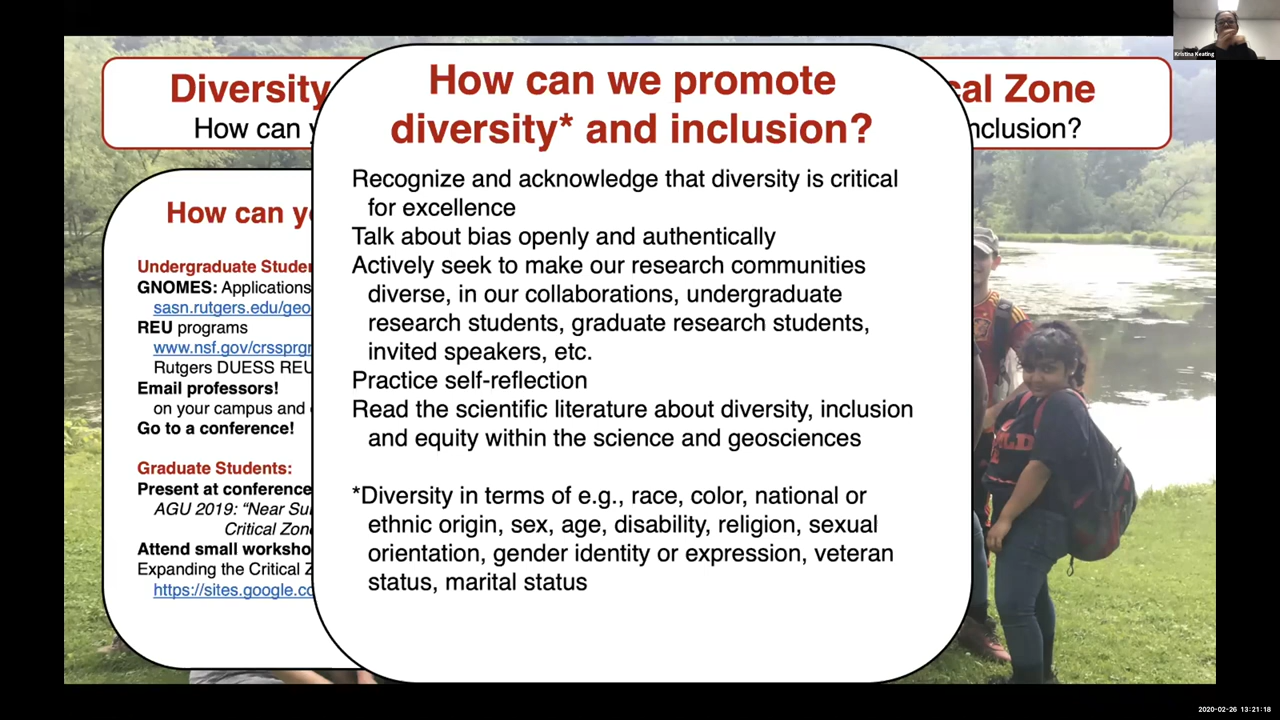 Kristina Keating
Diversity
How can
cal Zone
nclusion?
How can we promote
diversity* and inclusion?
Recognize and acknowledge that diversity is critical
for excellence
Talk about bias openly and authentically
Actively seek to make our research communities
diverse, in our collaborations, undergraduate
research students, graduate research students,
invited speakers, etc.
Practice self-reflection
Read the scientific literature about diversity, inclusion
and equity within the science and geosciences
*Diversity in terms of e.g., race, color, national or
ethnic origin, sex, age, disability, religion, sexual
orientation, gender identity or expression, veteran
status, marital status
How can y
Undergraduate Studen
GNOMES: Applications
sasn.rutgers.edu/geo
REU programs
www.nsf.gov/crssprgr
Rutgers DUESS REU
Email professors!
on your campus and
Go to a conference!
Graduate Students:
Present at conference
AGU 2019: “Near Su
Critical Zon
Attend small worksho
Expanding the Critical Z
https://sites.google.co
2020-02-26 13:21:18